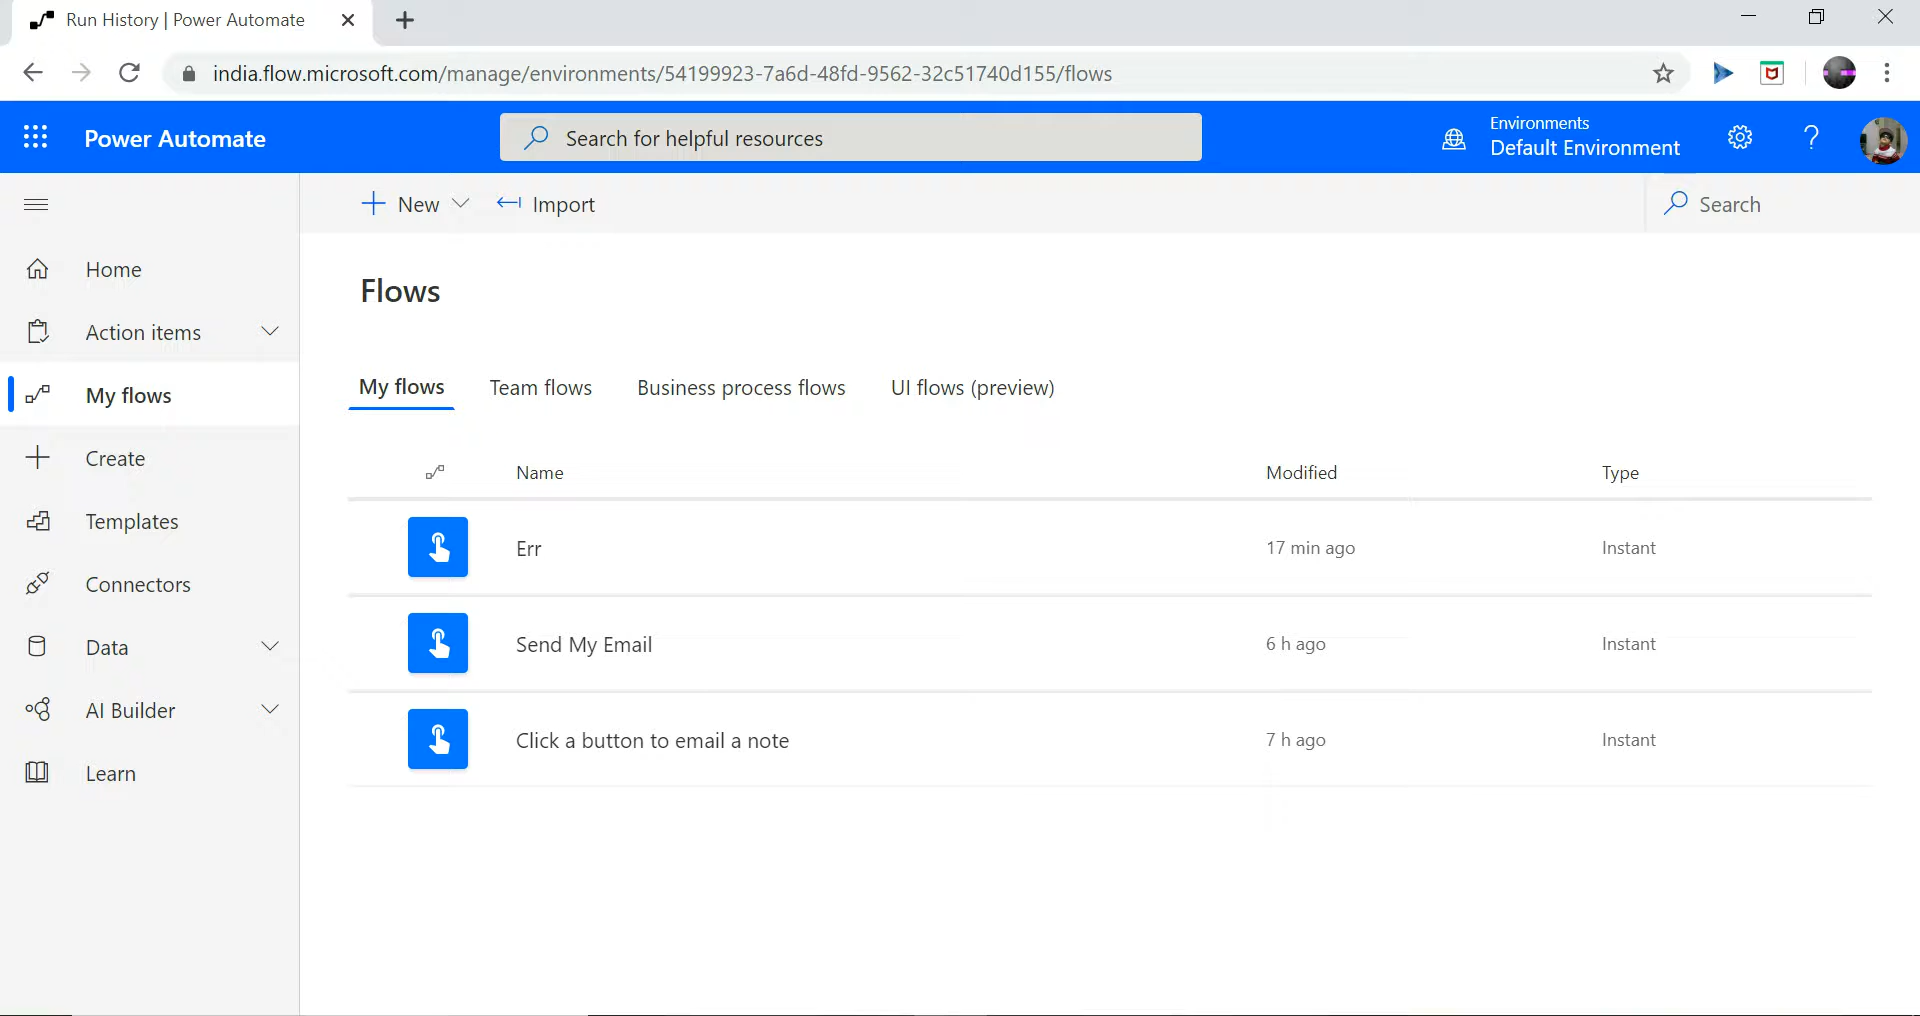 Run History | Power Automate
india.flow.microsoft.com/manage/environments/54199923-7a6d-48fd-9562-32c51740d155/flows
Power Automate
Search for helpful resources
Environments
Default Environment
New
Import
Search
Home
Action items
My flows
Create
Templates
Connectors
Data
AI Builder
Learn
Flows
My flows Team flows Business process flows UI flows (preview)
Name Modified Type
Err 17 min ago Instant
Send My Email 6 h ago Instant
Click a button to email a note 7 h ago Instant